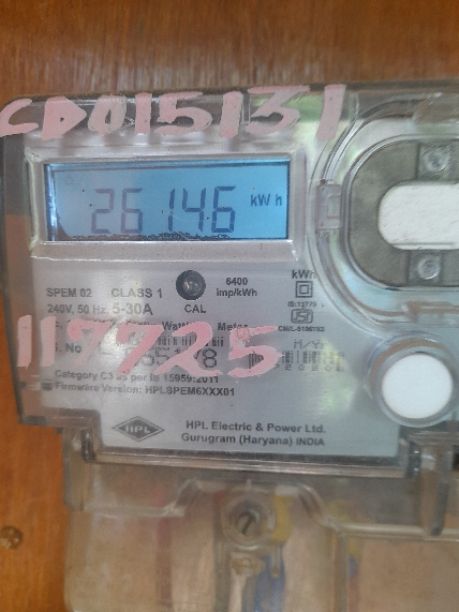 CD015131
26146 kWh
6400 imp/kWh
kWh
SPEM 02 CLASS 1
CAL
240V, 50 Hz, 5-30A
117725
S. No
Category C3 as per IS 15959:2011
Firmware Version: HPLSPEM6XXX01
HPL
HPL Electric & Power Ltd.
Gurugram (Haryana) INDIA